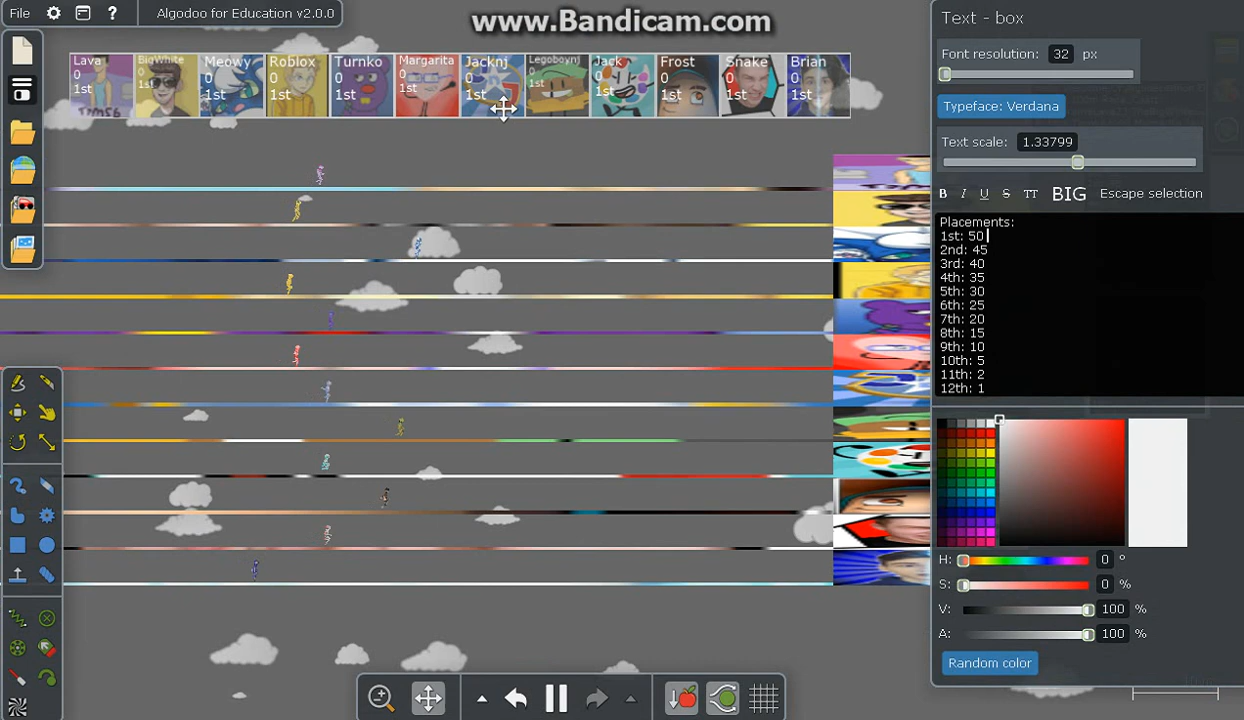 File ? Algodoo for Education v2.0.0
www.Bandicam.com
Lava BigWhite Meowy Roblox Turnko Margarita Jacknj Legoboynj Jack Frost Snake Brian
0 0 0 0 0 0 0 0 0 0 0 0
1st 1st 1st 1st 1st 1st 1st 1st 1st 1st 1st 1st
Text - box
Font resolution: 32 px
Typeface: Verdana
Text scale: 1.33799
B I U S TT BIG Escape selection
Placements:
1st: 50
2nd: 45
3rd: 40
4th: 35
5th: 30
6th: 25
7th: 20
8th: 15
9th: 10
10th: 5
11th: 2
12th: 1
H: 0 °
S: 0 %
V: 100 %
A: 100 %
Random color